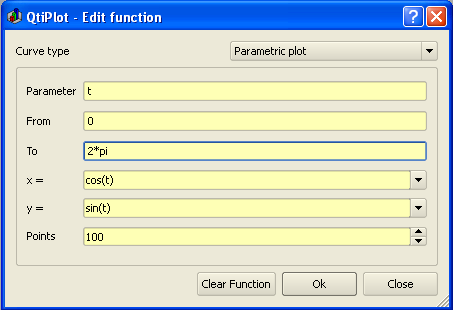 QtiPlot - Edit function
Curve type Parametric plot
Parameter t
From 0
To 2*pi
x = cos(t)
y = sin(t)
Points 100
Clear Function Ok Close